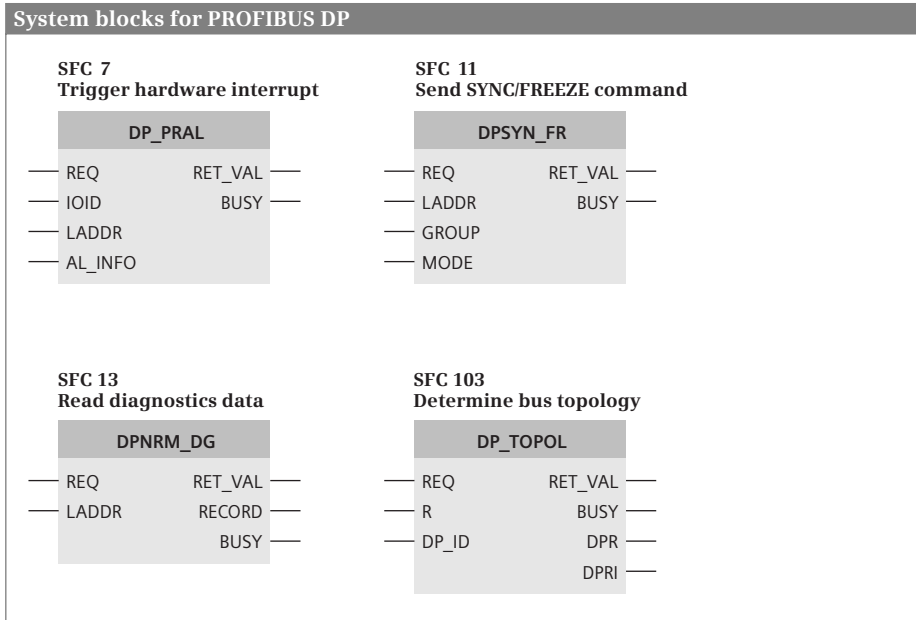 System blocks for PROFIBUS DP
SFC 7
Trigger hardware interrupt
DP_PRAL
REQ RET_VAL
IOID BUSY
LADDR
AL_INFO
SFC 11
Send SYNC/FREEZE command
DPSYN_FR
REQ RET_VAL
LADDR BUSY
GROUP
MODE
SFC 13
Read diagnostics data
DPNRM_DG
REQ RET_VAL
LADDR RECORD
BUSY
SFC 103
Determine bus topology
DP_TOPOL
REQ RET_VAL
R BUSY
DP_ID DPR
DPRI